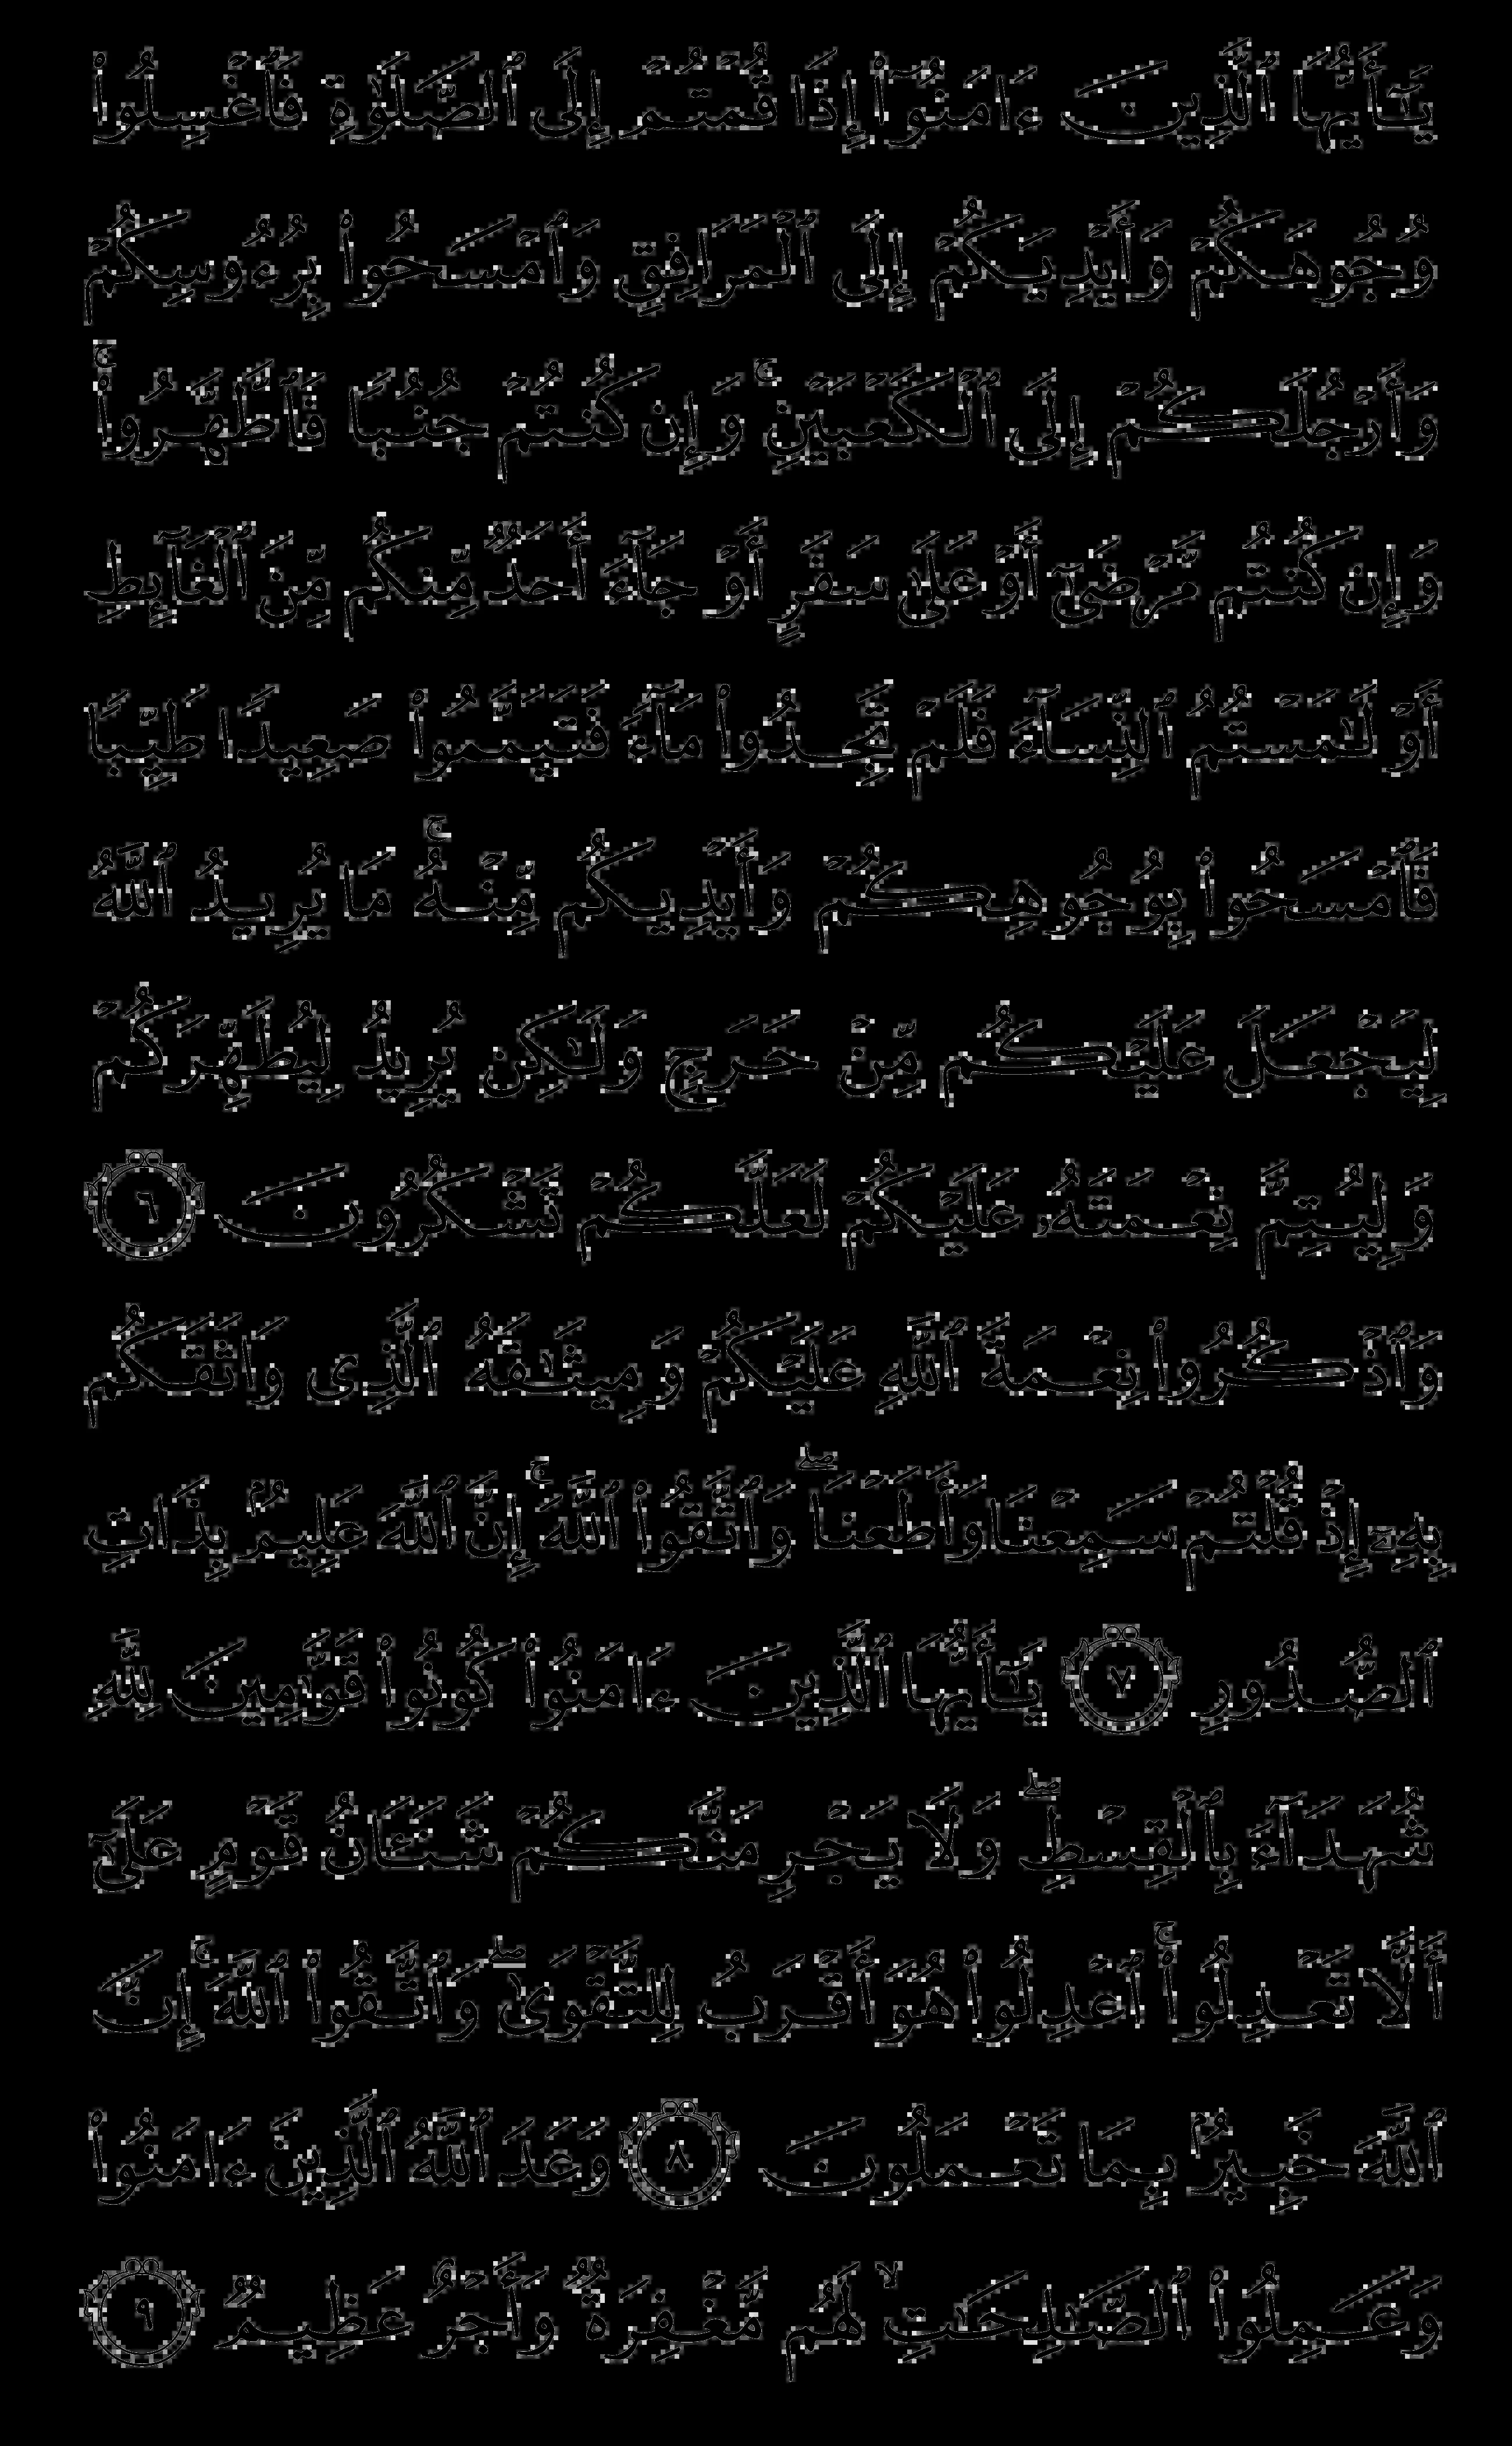 يَـٰٓأَيُّهَا ٱلَّذِينَ ءَامَنُوٓا۟ إِذَا قُمْتُمْ إِلَى ٱلصَّلَوٰةِ فَٱغْسِلُوا۟
وُجُوهَكُمْ وَأَيْدِيَكُمْ إِلَى ٱلْمَرَافِقِ وَٱمْسَحُوا۟ بِرُءُوسِكُمْ
وَأَرْجُلَكُمْ إِلَى ٱلْكَعْبَيْنِ ۚ وَإِن كُنتُمْ جُنُبًا فَٱطَّهَّرُوا۟ ۚ
وَإِن كُنتُم مَّرْضَىٰٓ أَوْ عَلَىٰ سَفَرٍ أَوْ جَآءَ أَحَدٌ مِّنكُم مِّنَ ٱلْغَآئِطِ
أَوْ لَـٰمَسْتُمُ ٱلنِّسَآءَ فَلَمْ تَجِدُوا۟ مَآءً فَتَيَمَّمُوا۟ صَعِيدًا طَيِّبًا
فَٱمْسَحُوا۟ بِوُجُوهِكُمْ وَأَيْدِيكُم مِّنْهُ ۚ مَا يُرِيدُ ٱللَّهُ
لِيَجْعَلَ عَلَيْكُم مِّنْ حَرَجٍ وَلَـٰكِن يُرِيدُ لِيُطَهِّرَكُمْ
وَلِيُتِمَّ نِعْمَتَهُۥ عَلَيْكُمْ لَعَلَّكُمْ تَشْكُرُونَ ٦
وَٱذْكُرُوا۟ نِعْمَةَ ٱللَّهِ عَلَيْكُمْ وَمِيثَـٰقَهُ ٱلَّذِى وَاثَقَكُم
بِهِۦٓ إِذْ قُلْتُمْ سَمِعْنَا وَأَطَعْنَا ۖ وَٱتَّقُوا۟ ٱللَّهَ ۚ إِنَّ ٱللَّهَ عَلِيمٌۢ بِذَاتِ
ٱلصُّدُورِ ٧ يَـٰٓأَيُّهَا ٱلَّذِينَ ءَامَنُوا۟ كُونُوا۟ قَوَّٰمِينَ لِلَّهِ
شُهَدَآءَ بِٱلْقِسْطِ ۖ وَلَا يَجْرِمَنَّكُمْ شَنَـَٔانُ قَوْمٍ عَلَىٰٓ
أَلَّا تَعْدِلُوا۟ ۚ ٱعْدِلُوا۟ هُوَ أَقْرَبُ لِلتَّقْوَىٰ ۖ وَٱتَّقُوا۟ ٱللَّهَ ۚ إِنَّ
ٱللَّهَ خَبِيرٌۢ بِمَا تَعْمَلُونَ ٨ وَعَدَ ٱللَّهُ ٱلَّذِينَ ءَامَنُوا۟
وَعَمِلُوا۟ ٱلصَّـٰلِحَـٰتِ ۙ لَهُم مَّغْفِرَةٌ وَأَجْرٌ عَظِيمٌ ٩